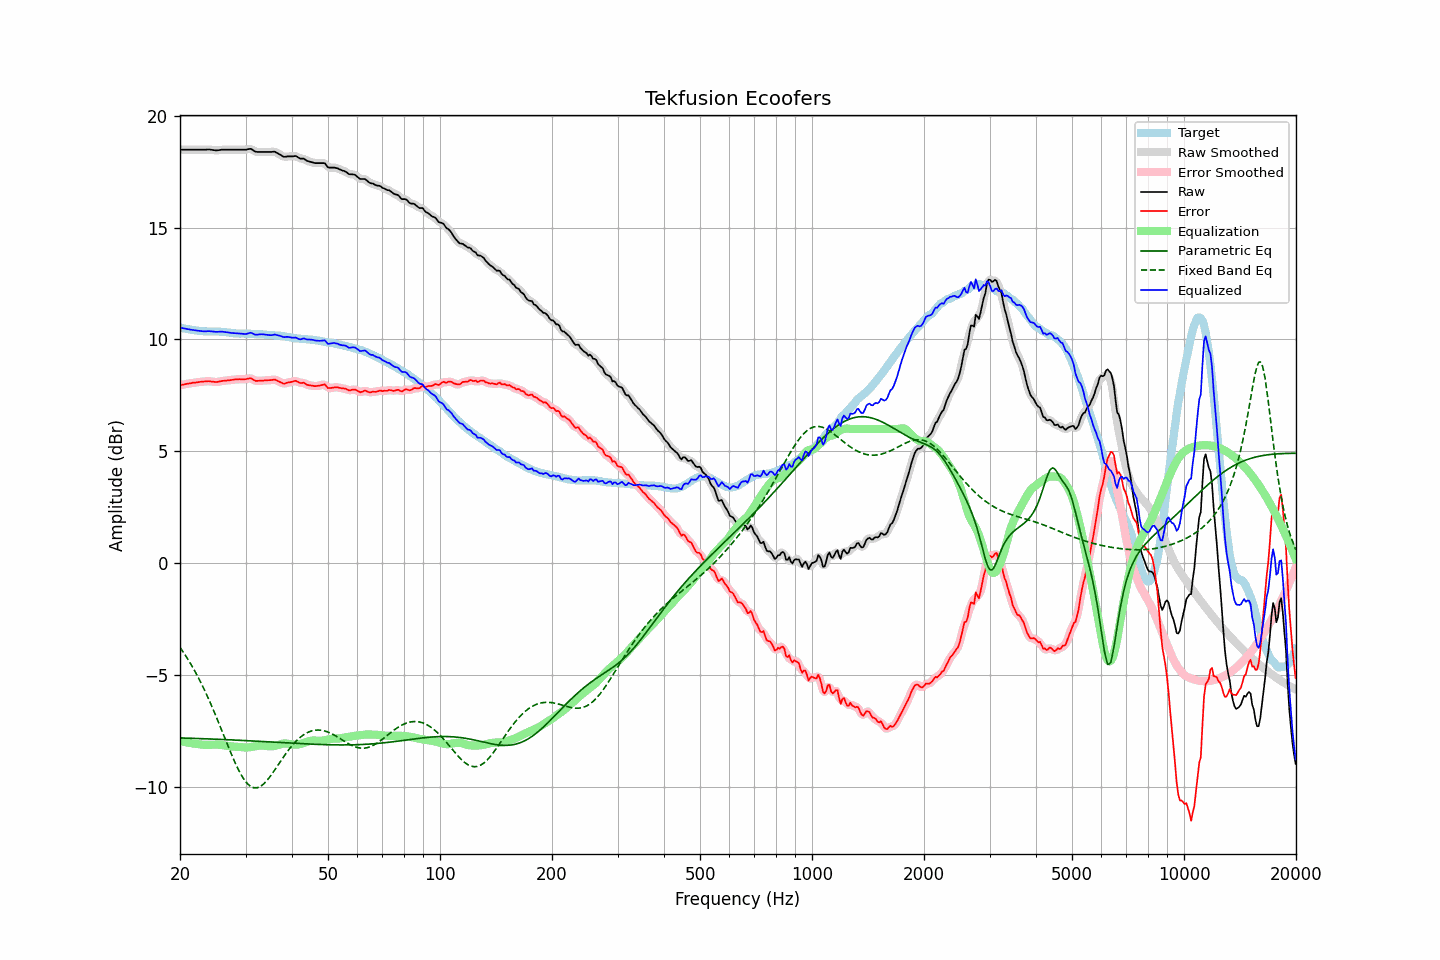 Tekfusion Ecoofers
20
15
10
5
0
−5
−10
Amplitude (dBr)
Target
Raw Smoothed
Error Smoothed
Raw
Error
Equalization
Parametric Eq
Fixed Band Eq
Equalized
20 50 100 200 500 1000 2000 5000 10000 20000
Frequency (Hz)